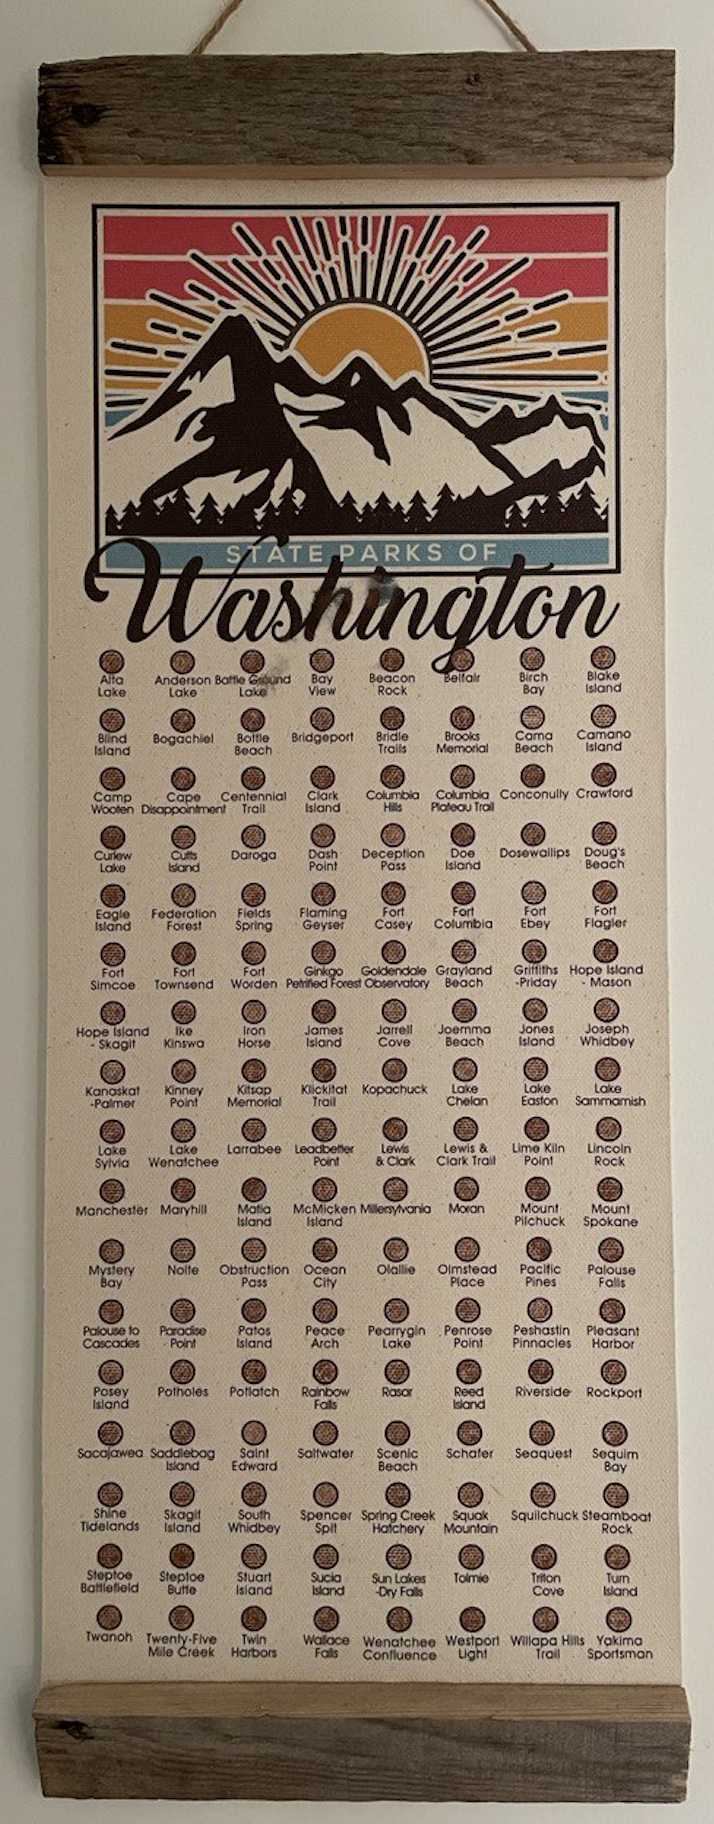 STATE PARKS OF
Washington
Alta Lake
Anderson Lake
Battle Ground Lake
Bay View
Beacon Rock
Belfair
Birch Bay
Blake Island
Blind Island
Bogachiel
Bottle Beach
Bridgeport
Bridle Trails
Brooks Memorial
Cama Beach
Camano Island
Camp Wooten
Cape Disappointment
Centennial Trail
Clark Island
Columbia Hills
Columbia Plateau Trail
Conconully
Crawford
Curlew Lake
Cutts Island
Daroga
Dash Point
Deception Pass
Doe Island
Dosewallips
Doug's Beach
Eagle Island
Federation Forest
Fields Spring
Flaming Geyser
Fort Casey
Fort Columbia
Fort Ebey
Fort Flagler
Fort Simcoe
Fort Townsend
Fort Worden
Ginkgo Petrified Forest
Goldendale Observatory
Grayland Beach
Griffiths -Priday
Hope Island - Mason
Hope Island - Skagit
Ike Kinswa
Iron Horse
James Island
Jarrell Cove
Joemma Beach
Jones Island
Joseph Whidbey
Kanaskat -Palmer
Kinney Point
Kitsap Memorial
Klickitat Trail
Kopachuck
Lake Chelan
Lake Easton
Lake Sammamish
Lake Sylvia
Lake Wenatchee
Larrabee
Leadbetter Point
Lewis & Clark
Lewis & Clark Trail
Lime Kiln Point
Lincoln Rock
Manchester
Maryhill
Matia Island
McMicken Island
Millersylvania
Moran
Mount Pilchuck
Mount Spokane
Mystery Bay
Nolte
Obstruction Pass
Ocean City
Olallie
Olmstead Place
Pacific Pines
Palouse Falls
Palouse to Cascades
Paradise Point
Patos Island
Peace Arch
Pearrygin Lake
Penrose Point
Peshastin Pinnacles
Pleasant Harbor
Posey Island
Potholes
Potlatch
Rainbow Falls
Rasar
Reed Island
Riverside
Rockport
Sacajawea
Saddlebag Island
Saint Edward
Saltwater
Scenic Beach
Schafer
Seaquest
Sequim Bay
Shine Tidelands
Skagit Island
South Whidbey
Spencer Spit
Spring Creek Hatchery
Squak Mountain
Squilchuck
Steamboat Rock
Steptoe Battlefield
Steptoe Butte
Stuart Island
Sucia Island
Sun Lakes -Dry Falls
Tolmie
Triton Cove
Turn Island
Twanoh
Twenty-Five Mile Creek
Twin Harbors
Wallace Falls
Wenatchee Confluence
Westport Light
Willapa Hills Trail
Yakima Sportsman